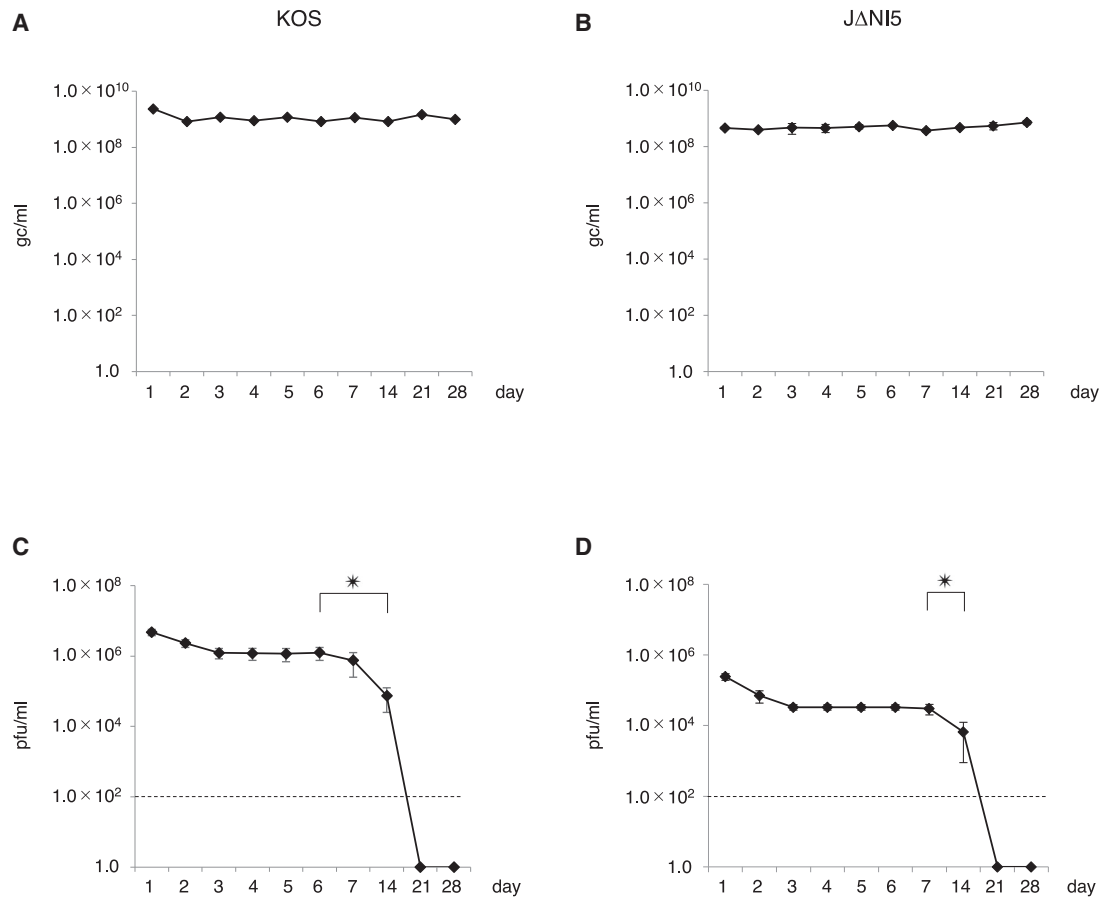 A
KOS
gc/ml
1.0 × 10¹⁰
1.0 × 10⁸
1.0 × 10⁶
1.0 × 10⁴
1.0 × 10²
1.0
1 2 3 4 5 6 7 14 21 28 day
B
JΔNI5
gc/ml
1.0 × 10¹⁰
1.0 × 10⁸
1.0 × 10⁶
1.0 × 10⁴
1.0 × 10²
1.0
1 2 3 4 5 6 7 14 21 28 day
C
pfu/ml
1.0 × 10⁸
1.0 × 10⁶
1.0 × 10⁴
1.0 × 10²
1.0
1 2 3 4 5 6 7 14 21 28 day
D
pfu/ml
1.0 × 10⁸
1.0 × 10⁶
1.0 × 10⁴
1.0 × 10²
1.0
1 2 3 4 5 6 7 14 21 28 day